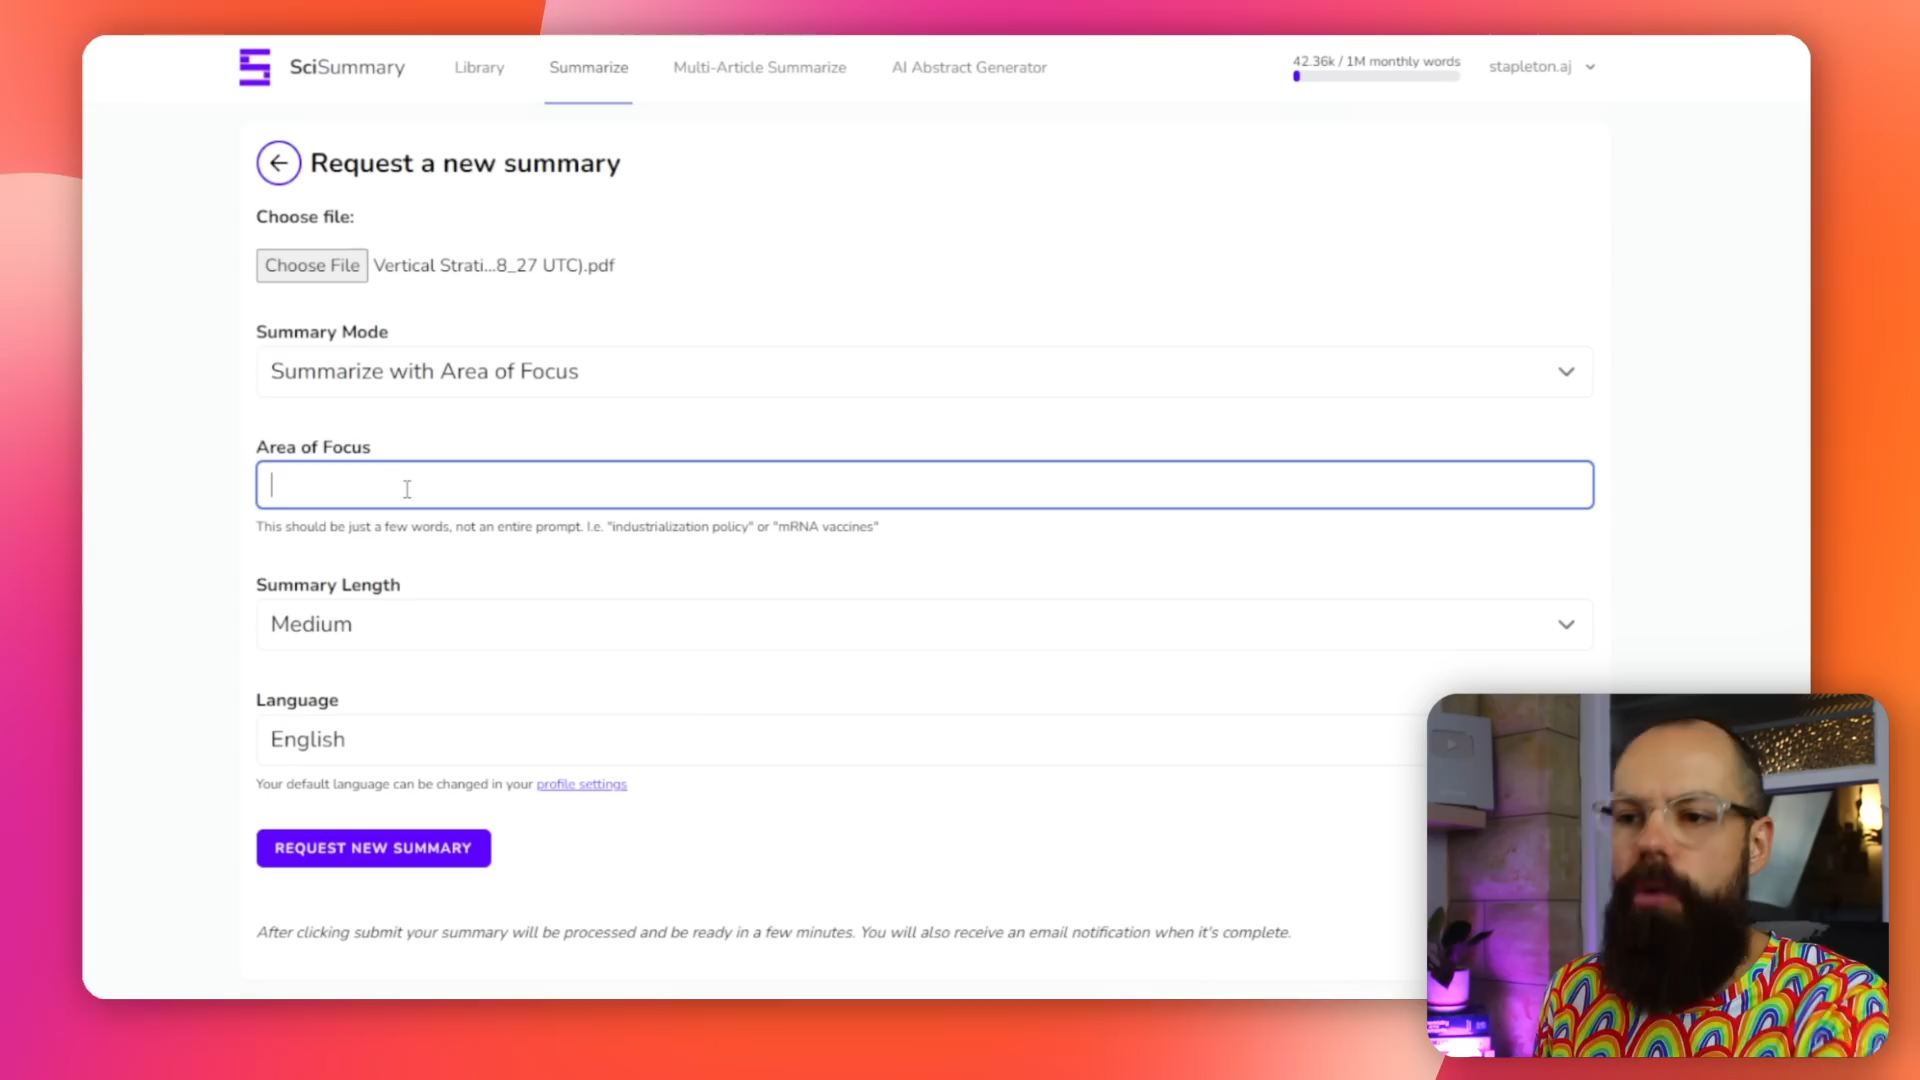 SciSummary
Library
Summarize
Multi-Article Summarize
AI Abstract Generator
42.36k / 1M monthly words
stapleton.aj
Request a new summary
Choose file:
Choose File Vertical Strati...8_27 UTC).pdf
Summary Mode
Summarize with Area of Focus
Area of Focus
This should be just a few words, not an entire prompt. I.e. "industrialization policy" or "mRNA vaccines"
Summary Length
Medium
Language
English
Your default language can be changed in your profile settings
REQUEST NEW SUMMARY
After clicking submit your summary will be processed and be ready in a few minutes. You will also receive an email notification when it's complete.